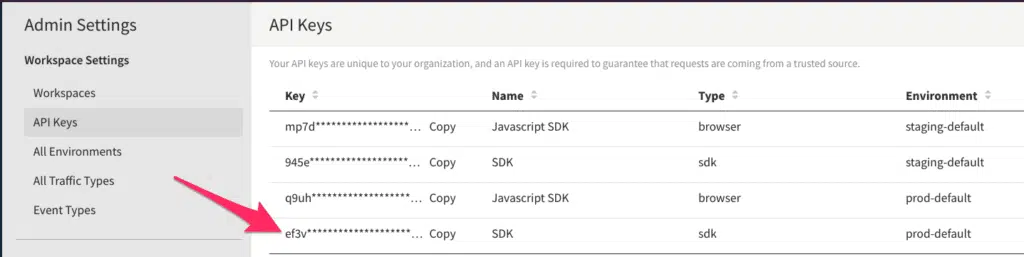 Admin Settings
Workspace Settings
Workspaces
API Keys
All Environments
All Traffic Types
Event Types
API Keys
Your API keys are unique to your organization, and an API key is required to guarantee that requests are coming from a trusted source.
Key Name Type Environment
mp7d******************… Copy Javascript SDK browser staging-default
945e*******************… Copy SDK sdk staging-default
q9uh*******************… Copy Javascript SDK browser prod-default
ef3v********************… Copy SDK sdk prod-default